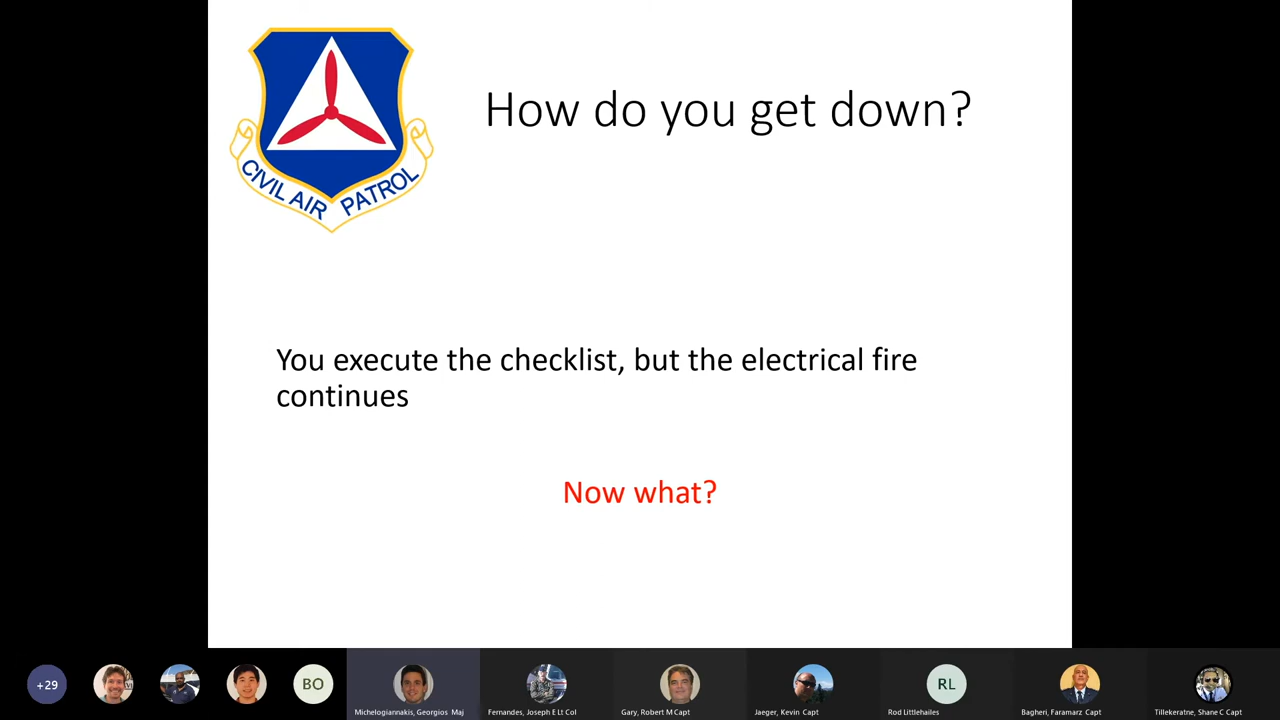 CIVIL AIR PATROL
How do you get down?
You execute the checklist, but the electrical fire
continues
Now what?
+29
BO
RL
Michelogiannakis, Georgios Maj
Fernandes, Joseph E Lt Col
Gary, Robert M Capt
Jaeger, Kevin Capt
Rod Littlehailes
Bagheri, Faramarz Capt
Tillekeratne, Shane C Capt